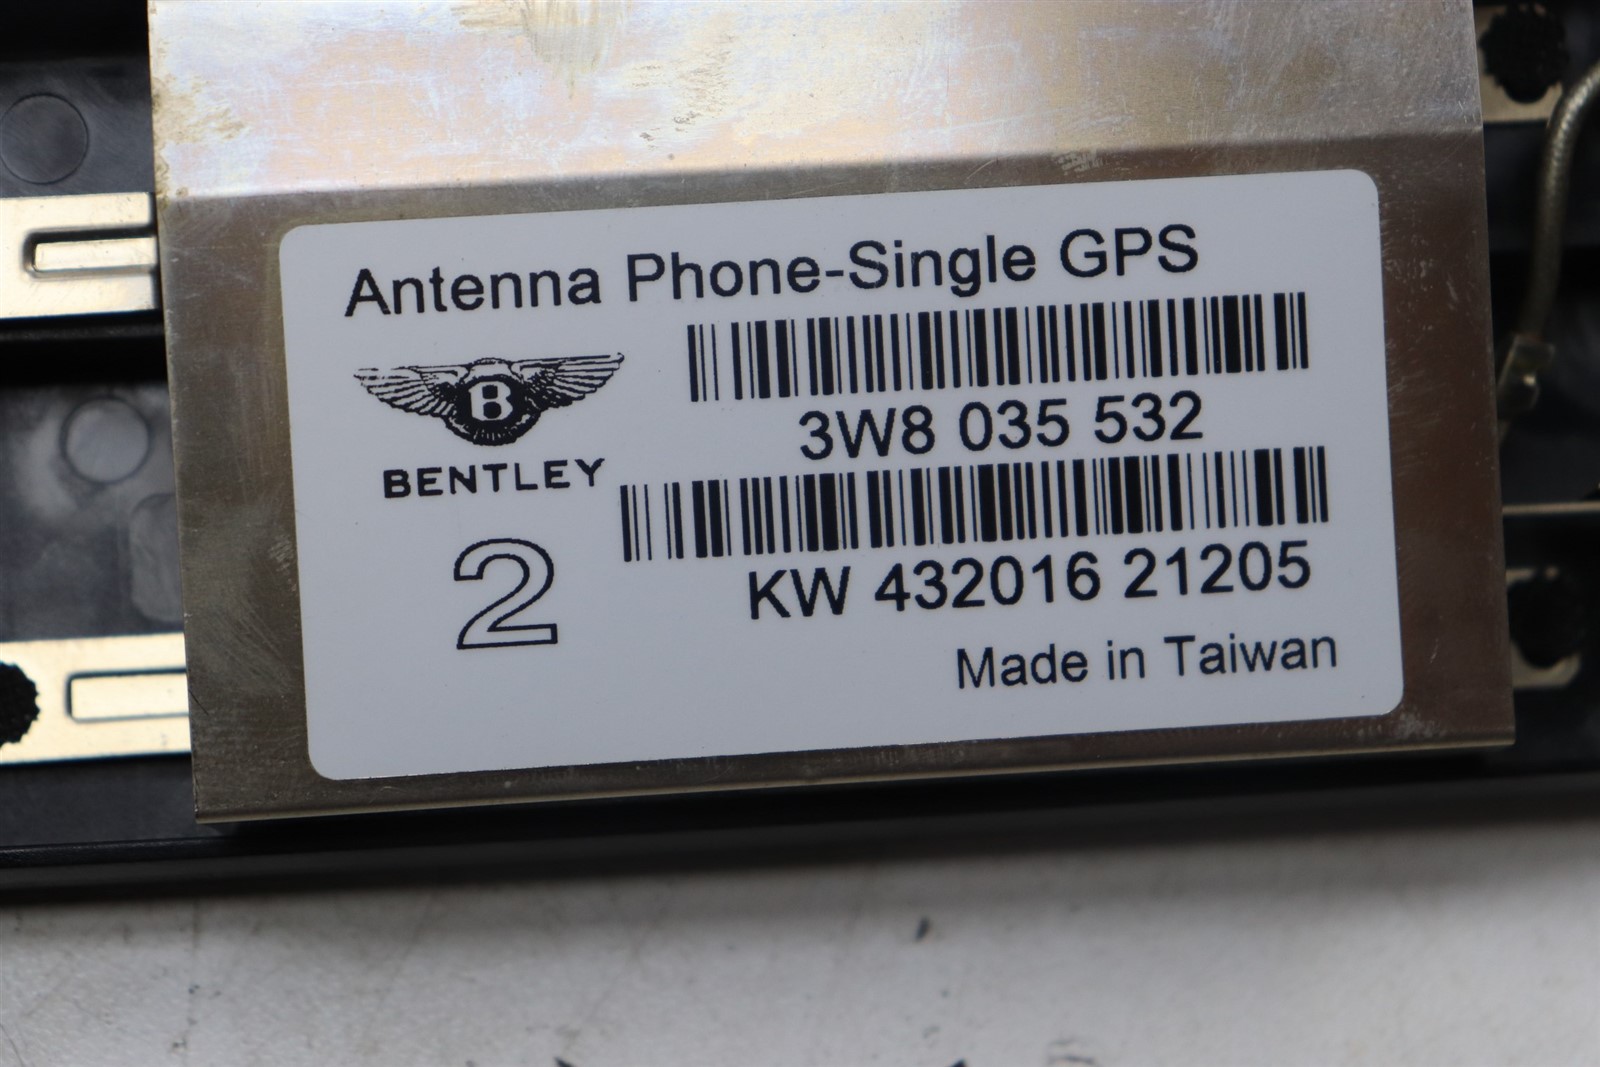 Antenna Phone-Single GPS
3W8 035 532
B
BENTLEY
KW 432016 21205
2
Made in Taiwan